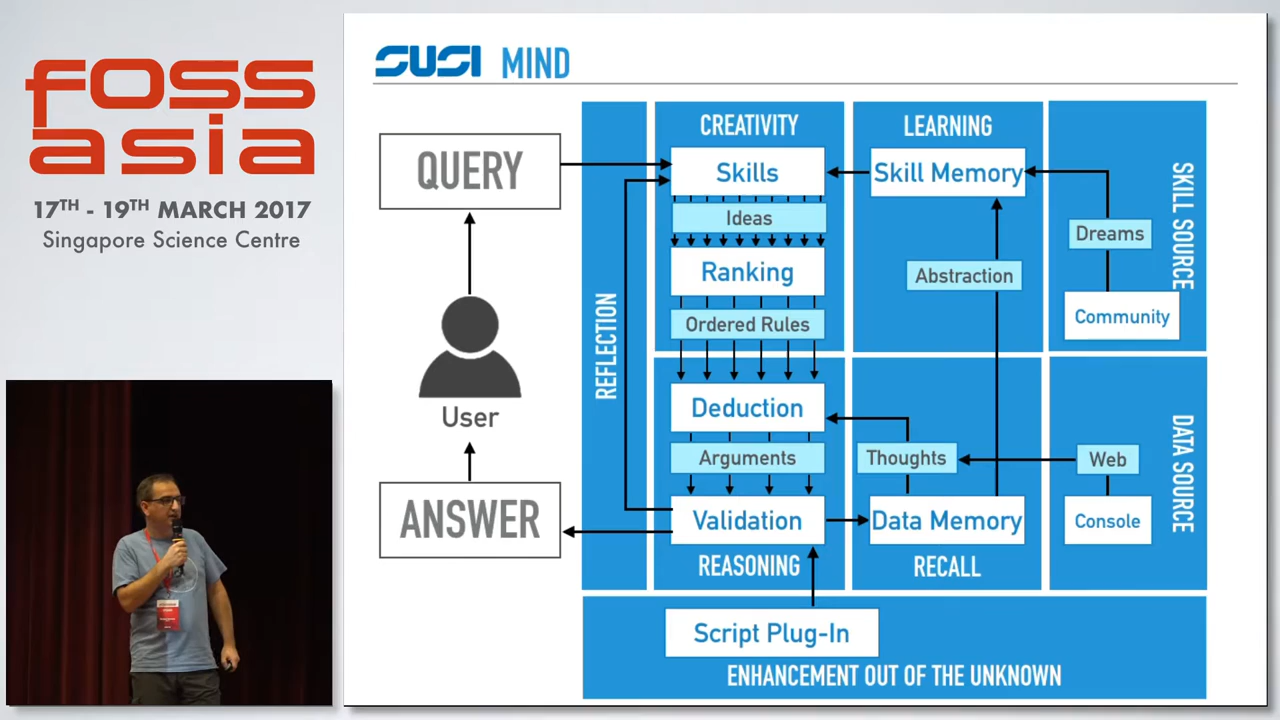 foss
asia
17TH - 19TH MARCH 2017
Singapore Science Centre
SUSI MIND
QUERY
User
ANSWER
REFLECTION
CREATIVITY
Skills
Ideas
Ranking
Ordered Rules
Deduction
Arguments
Validation
REASONING
LEARNING
Skill Memory
Abstraction
Thoughts
Data Memory
RECALL
SKILL SOURCE
Dreams
Community
DATA SOURCE
Web
Console
Script Plug-In
ENHANCEMENT OUT OF THE UNKNOWN